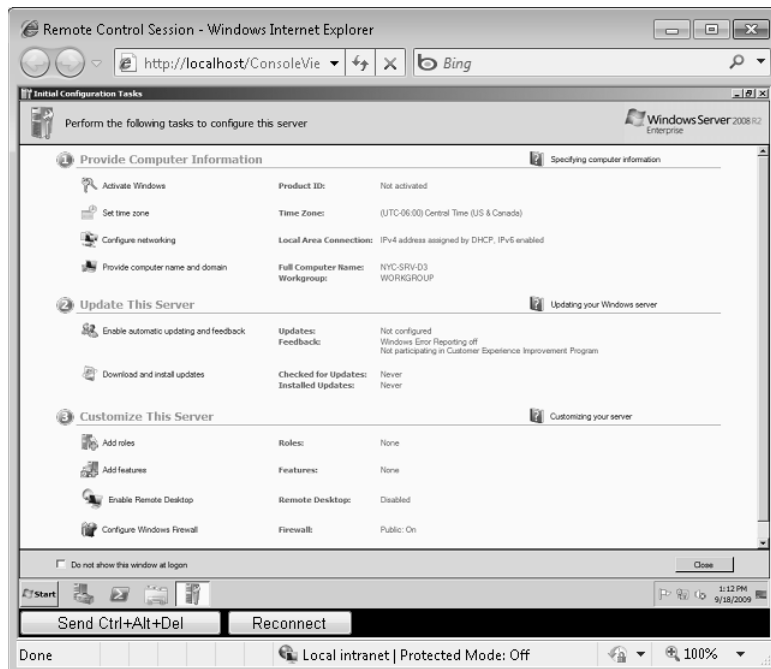 Remote Control Session - Windows Internet Explorer
http://localhost/ConsoleVie
Bing
Initial Configuration Tasks
Perform the following tasks to configure this server
Windows Server 2008 R2
Enterprise
1 Provide Computer Information
Specifying computer information
Activate Windows Product ID: Not activated
Set time zone Time Zone: (UTC-06:00) Central Time (US & Canada)
Configure networking Local Area Connection: IPv4 address assigned by DHCP, IPv6 enabled
Provide computer name and domain Full Computer Name: NYC-SRV-D3
Workgroup: WORKGROUP
2 Update This Server
Updating your Windows server
Enable automatic updating and feedback Updates: Not configured
Feedback: Windows Error Reporting off
Not participating in Customer Experience Improvement Program
Download and install updates Checked for Updates: Never
Installed Updates: Never
3 Customize This Server
Customizing your server
Add roles Roles: None
Add features Features: None
Enable Remote Desktop Remote Desktop: Disabled
Configure Windows Firewall Firewall: Public: On
Do not show this window at logon
Close
Start
1:12 PM
9/18/2009
Send Ctrl+Alt+Del
Reconnect
Done
Local intranet | Protected Mode: Off
100%